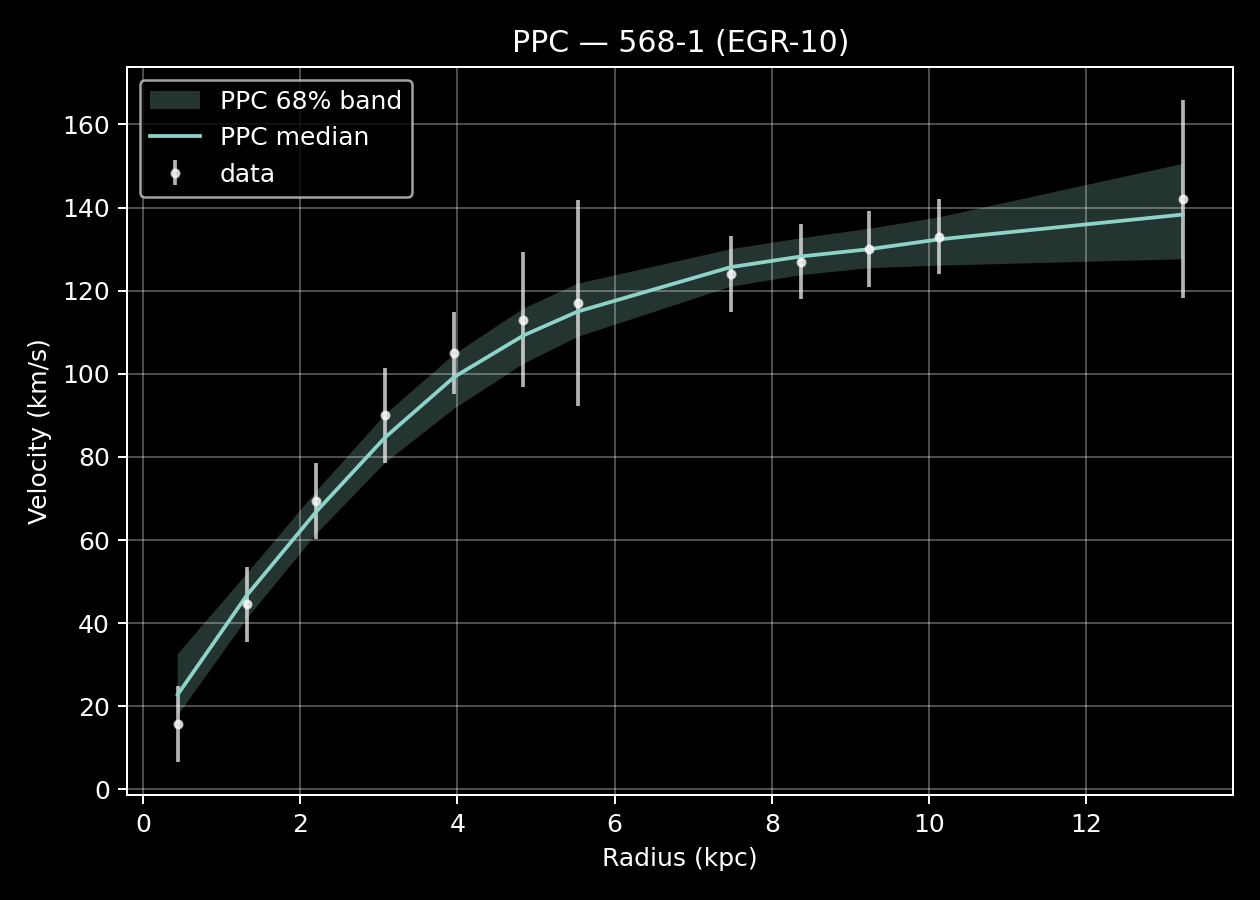 PPC — 568-1 (EGR-10)
PPC 68% band
PPC median
data
160
140
120
100
80
60
40
20
0
Velocity (km/s)
0 2 4 6 8 10 12
Radius (kpc)